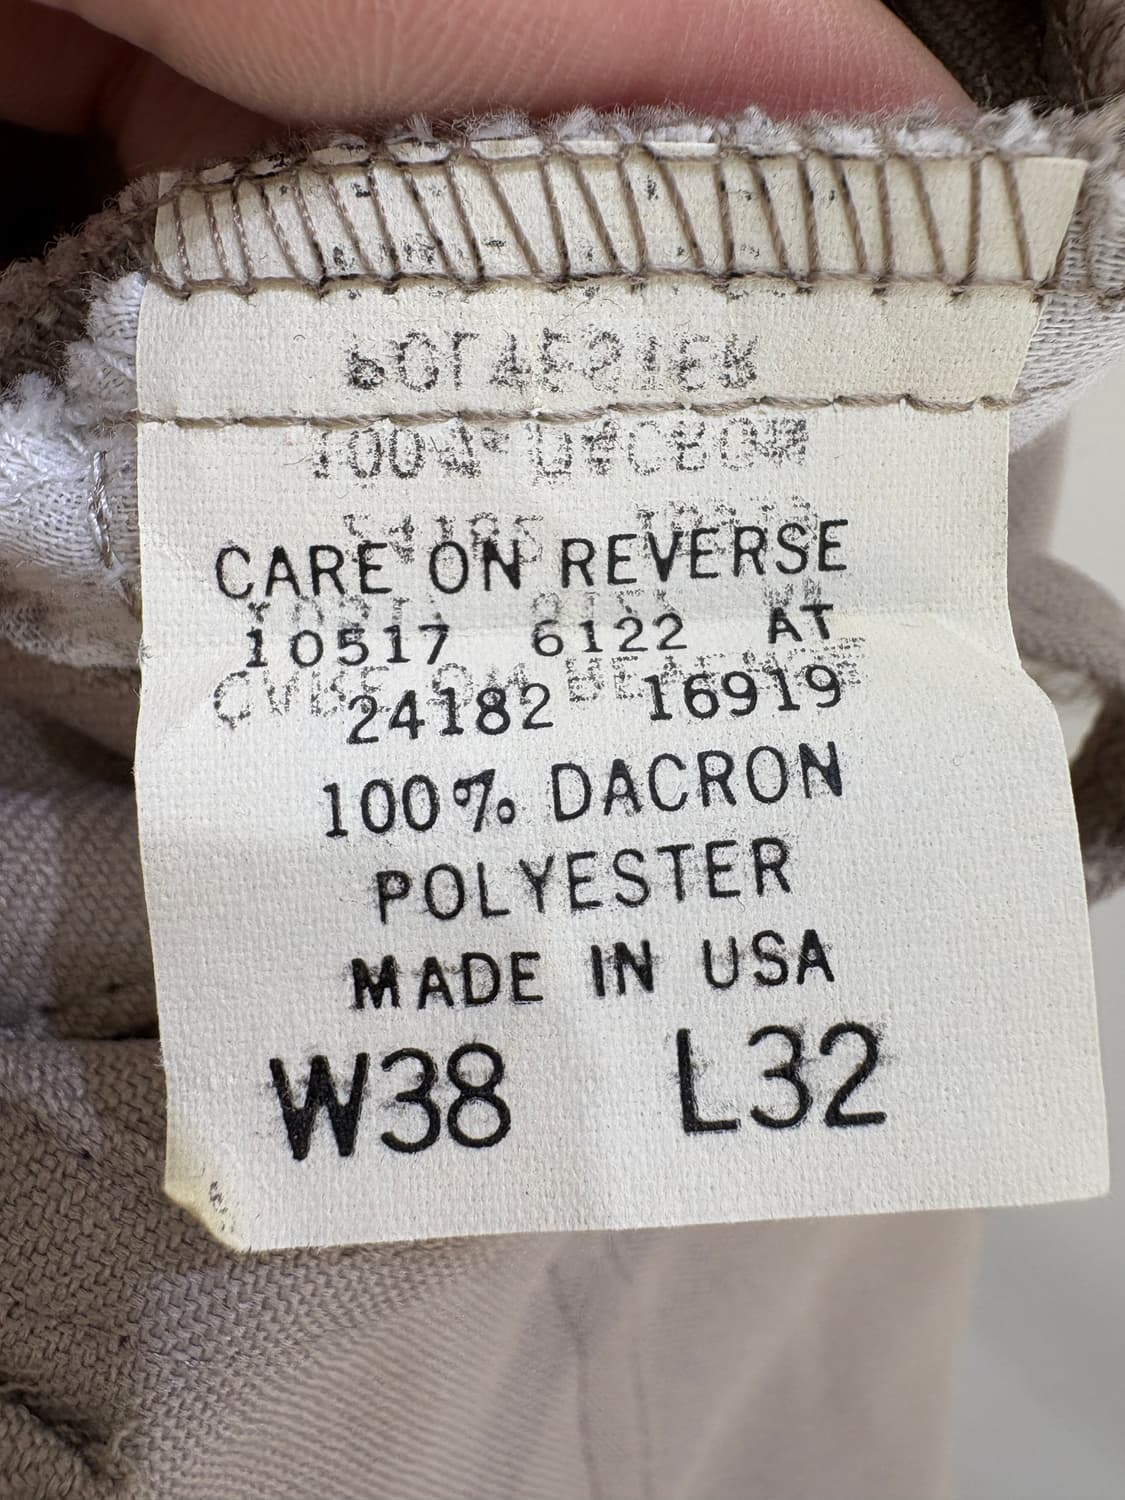 CARE ON REVERSE
10517 6122 AT
24182 16919
100% DACRON
POLYESTER
MADE IN USA
W38 L32